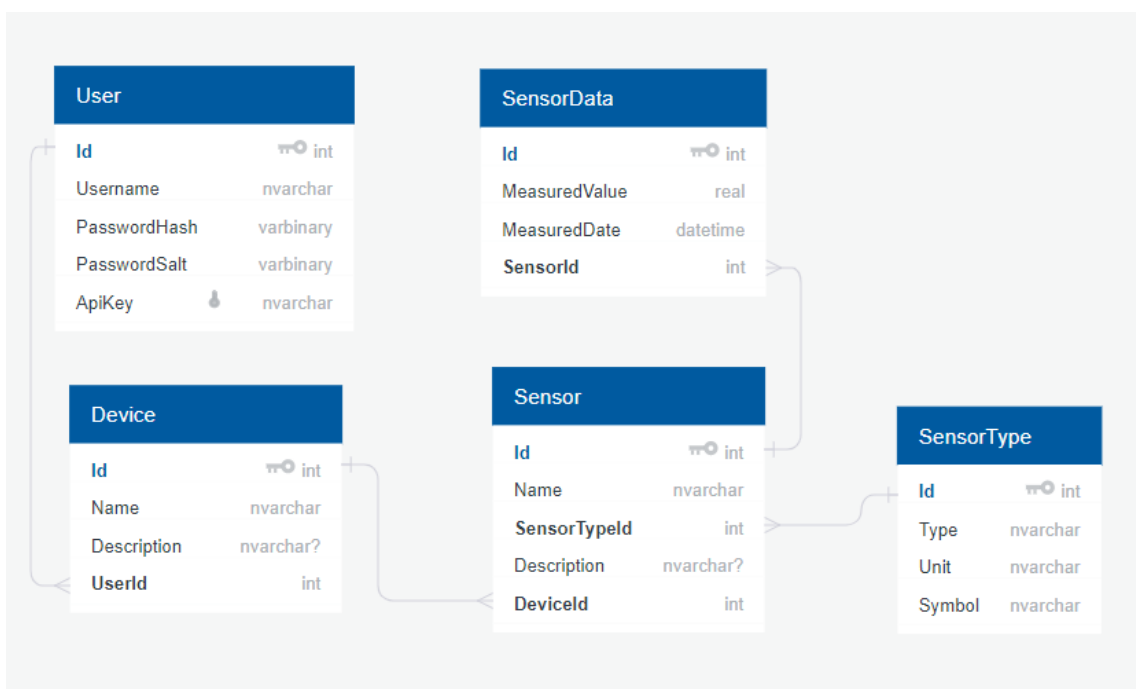 User
Id int
Username nvarchar
PasswordHash varbinary
PasswordSalt varbinary
ApiKey nvarchar
SensorData
Id int
MeasuredValue real
MeasuredDate datetime
SensorId int
Device
Id int
Name nvarchar
Description nvarchar?
UserId int
Sensor
Id int
Name nvarchar
SensorTypeId int
Description nvarchar?
DeviceId int
SensorType
Id int
Type nvarchar
Unit nvarchar
Symbol nvarchar